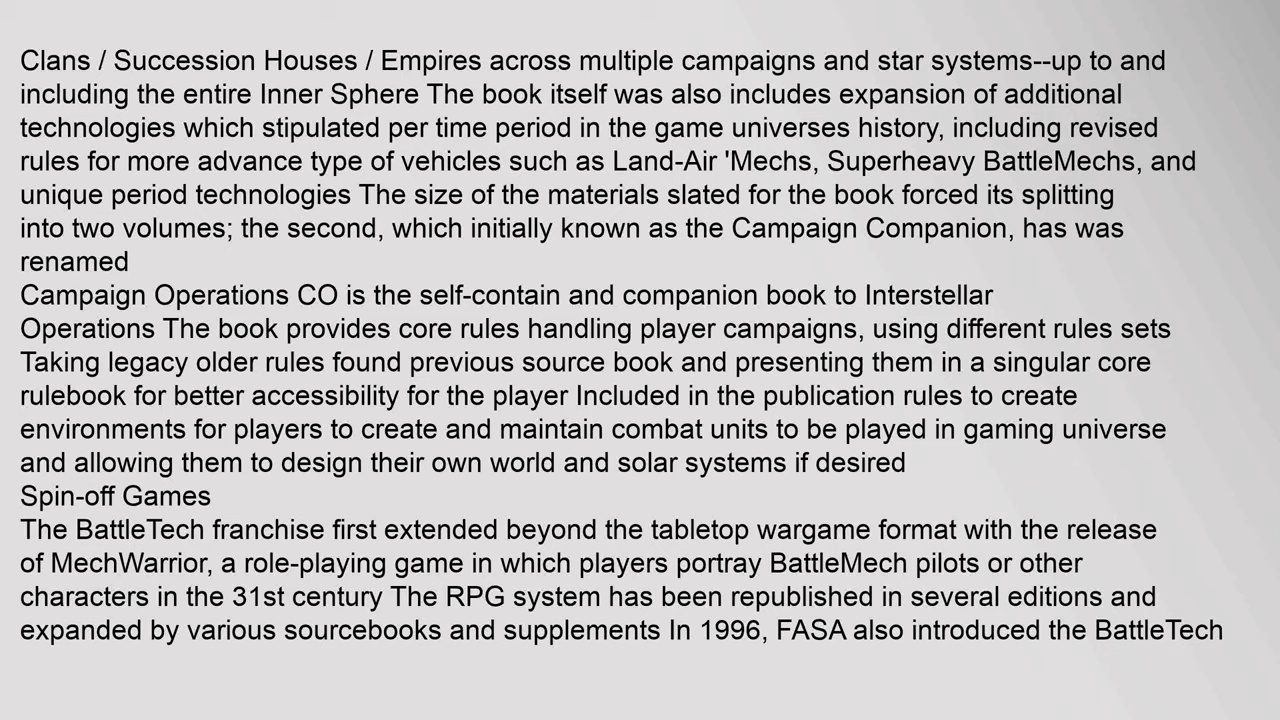 Clans / Succession Houses / Empires across multiple campaigns and star systems--up to and
including the entire Inner Sphere The book itself was also includes expansion of additional
technologies which stipulated per time period in the game universes history, including revised
rules for more advance type of vehicles such as Land-Air 'Mechs, Superheavy BattleMechs, and
unique period technologies The size of the materials slated for the book forced its splitting
into two volumes; the second, which initially known as the Campaign Companion, has was
renamed
Campaign Operations CO is the self-contain and companion book to Interstellar
Operations The book provides core rules handling player campaigns, using different rules sets
Taking legacy older rules found previous source book and presenting them in a singular core
rulebook for better accessibility for the player Included in the publication rules to create
environments for players to create and maintain combat units to be played in gaming universe
and allowing them to design their own world and solar systems if desired
Spin-off Games
The BattleTech franchise first extended beyond the tabletop wargame format with the release
of MechWarrior, a role-playing game in which players portray BattleMech pilots or other
characters in the 31st century The RPG system has been republished in several editions and
expanded by various sourcebooks and supplements In 1996, FASA also introduced the BattleTech